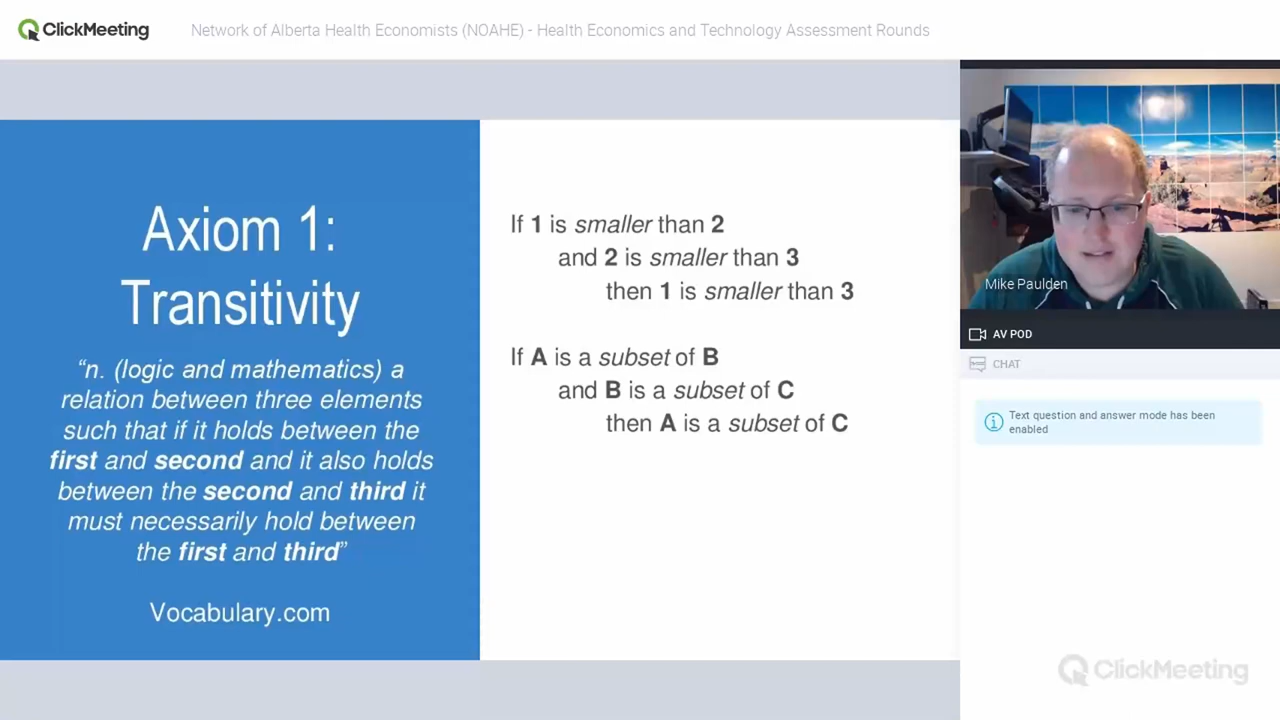 ClickMeeting
Network of Alberta Health Economists (NOAHE) - Health Economics and Technology Assessment Rounds
Axiom 1:
Transitivity
“n. (logic and mathematics) a
relation between three elements
such that if it holds between the
first and second and it also holds
between the second and third it
must necessarily hold between
the first and third”
Vocabulary.com
If 1 is smaller than 2
and 2 is smaller than 3
then 1 is smaller than 3
If A is a subset of B
and B is a subset of C
then A is a subset of C
Mike Paulden
AV POD
CHAT
Text question and answer mode has been
enabled
ClickMeeting